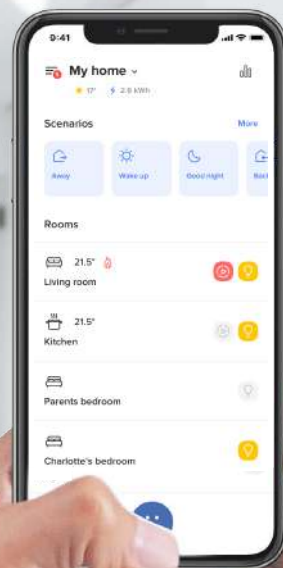 9:41
My home
17° 2.9 kWh
Scenarios
More
Away
Wake up
Good night
Back
Rooms
21.5°
Living room
21.5°
Kitchen
Parents bedroom
Charlotte's bedroom